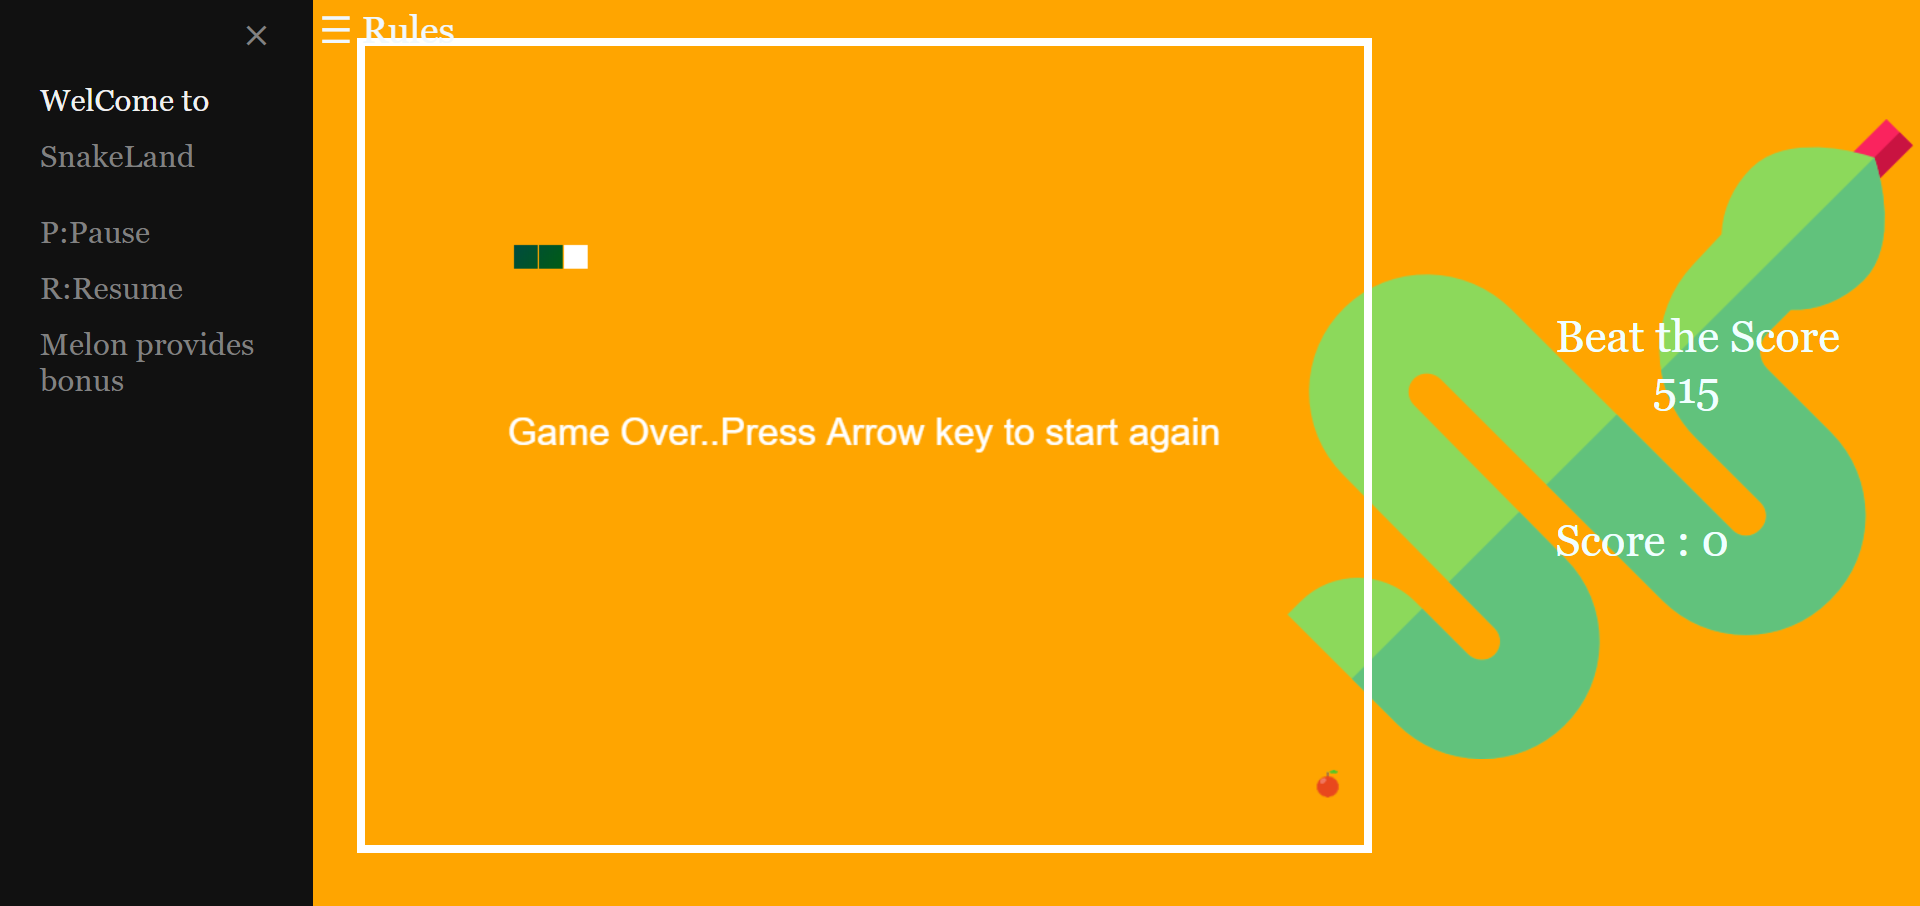 WelCome to
SnakeLand
P:Pause
R:Resume
Melon provides
bonus
☰ Rules
Game Over..Press Arrow key to start again
Beat the Score
515
Score : 0